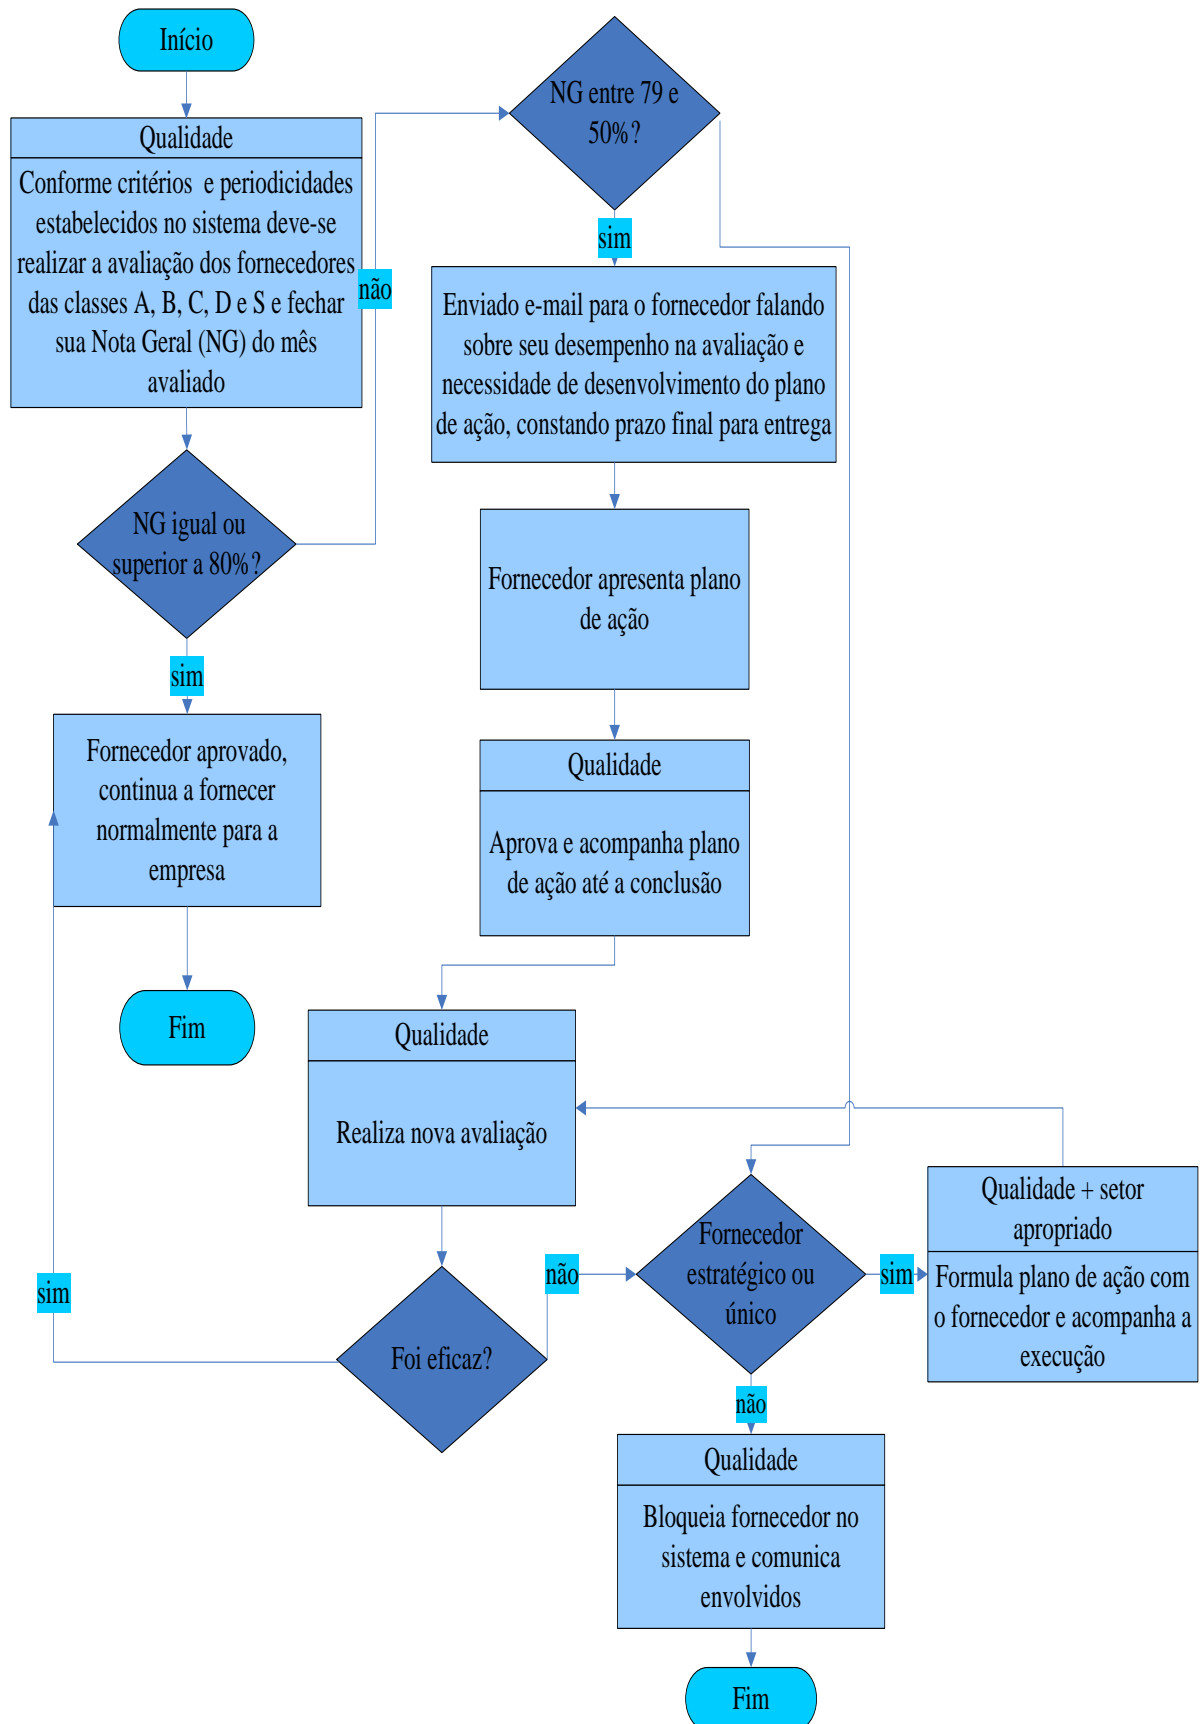 Início
Qualidade
Conforme critérios e periodicidades
estabelecidos no sistema deve-se
realizar a avaliação dos fornecedores
das classes A, B, C, D e S e fechar
sua Nota Geral (NG) do mês
avaliado
NG igual ou
superior a 80%?
não
sim
Fornecedor aprovado,
continua a fornecer
normalmente para a
empresa
Fim
NG entre 79 e
50%?
sim
Enviado e-mail para o fornecedor falando
sobre seu desempenho na avaliação e
necessidade de desenvolvimento do plano
de ação, constando prazo final para entrega
Fornecedor apresenta plano
de ação
Qualidade
Aprova e acompanha plano
de ação até a conclusão
Qualidade
Realiza nova avaliação
Foi eficaz?
sim
não
Fornecedor
estratégico ou
único
sim
Qualidade + setor
apropriado
Formula plano de ação com
o fornecedor e acompanha a
execução
não
Qualidade
Bloqueia fornecedor no
sistema e comunica
envolvidos
Fim